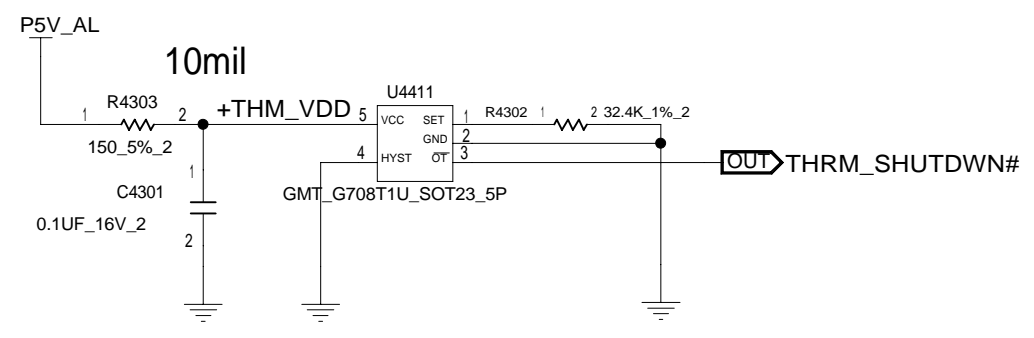 P5V_AL
10mil
U4411
R4303
1
2
+THM_VDD
5
VCC
SET
1
R4302
1
2
32.4K_1%_2
GND
2
150_5%_2
4
HYST
OT
3
OUT
THRM_SHUTDWN#
1
C4301
GMT_G708T1U_SOT23_5P
0.1UF_16V_2
2